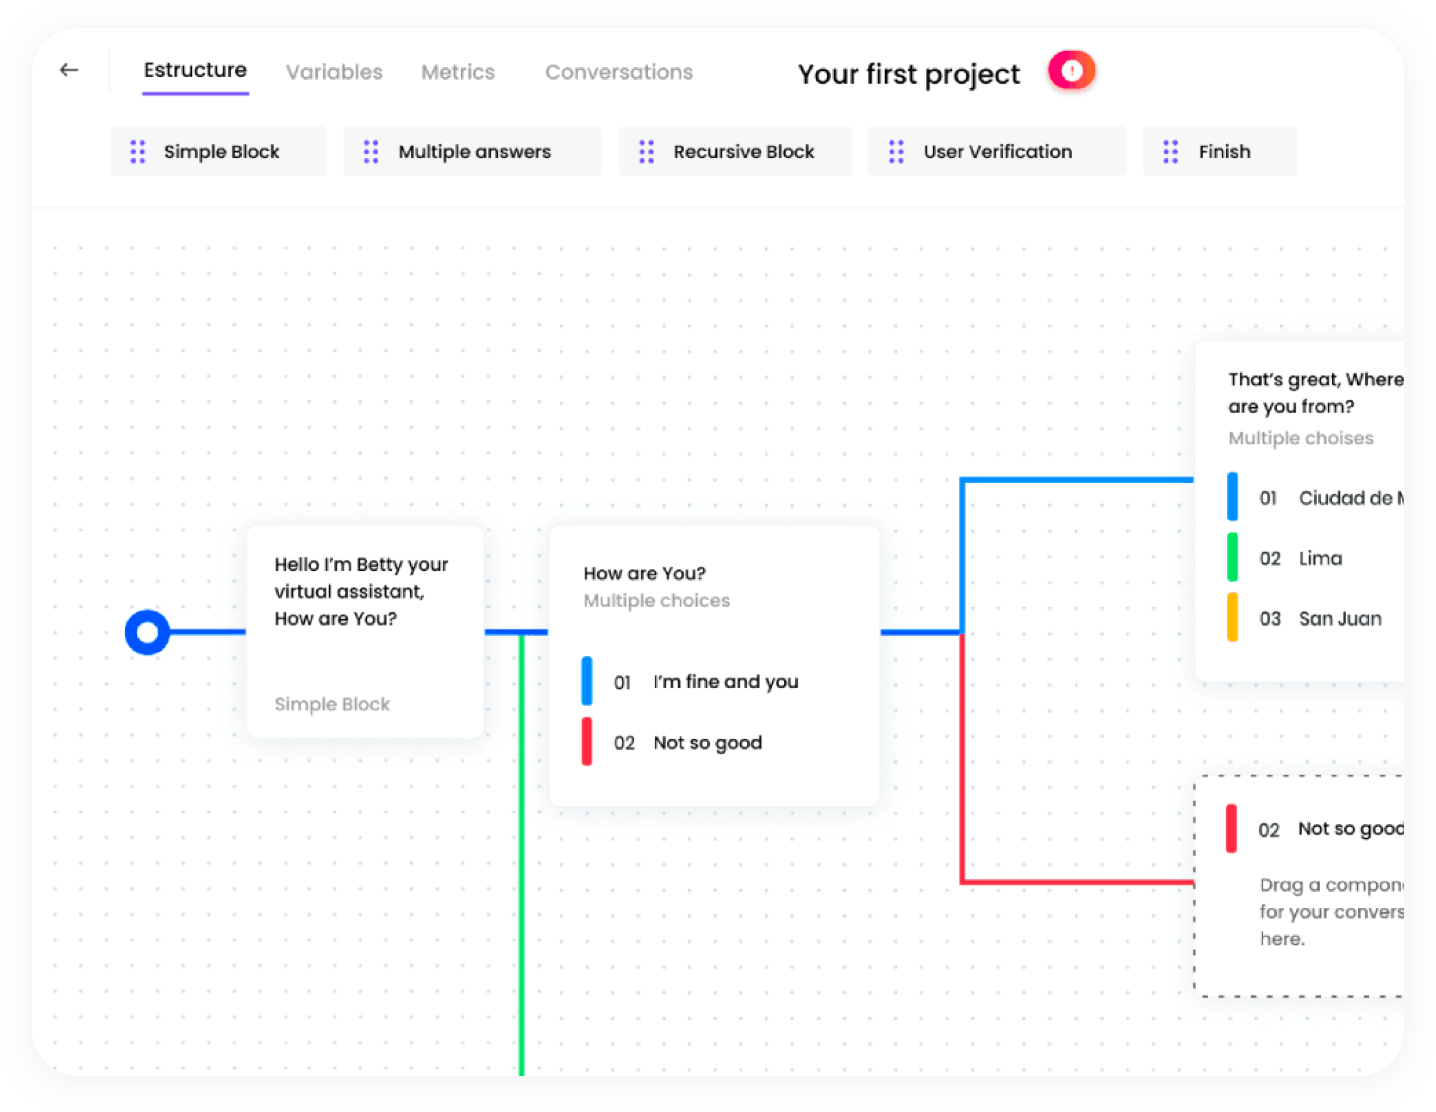 Estructure
Variables
Metrics
Conversations
Your first project
Simple Block
Multiple answers
Recursive Block
User Verification
Finish
Hello I'm Betty your
virtual assistant,
How are You?
Simple Block
How are You?
Multiple choices
01 I'm fine and you
02 Not so good
That's great, Where
are you from?
Multiple choises
01 Ciudad de M
02 Lima
03 San Juan
02 Not so good
Drag a compon
for your convers
here.